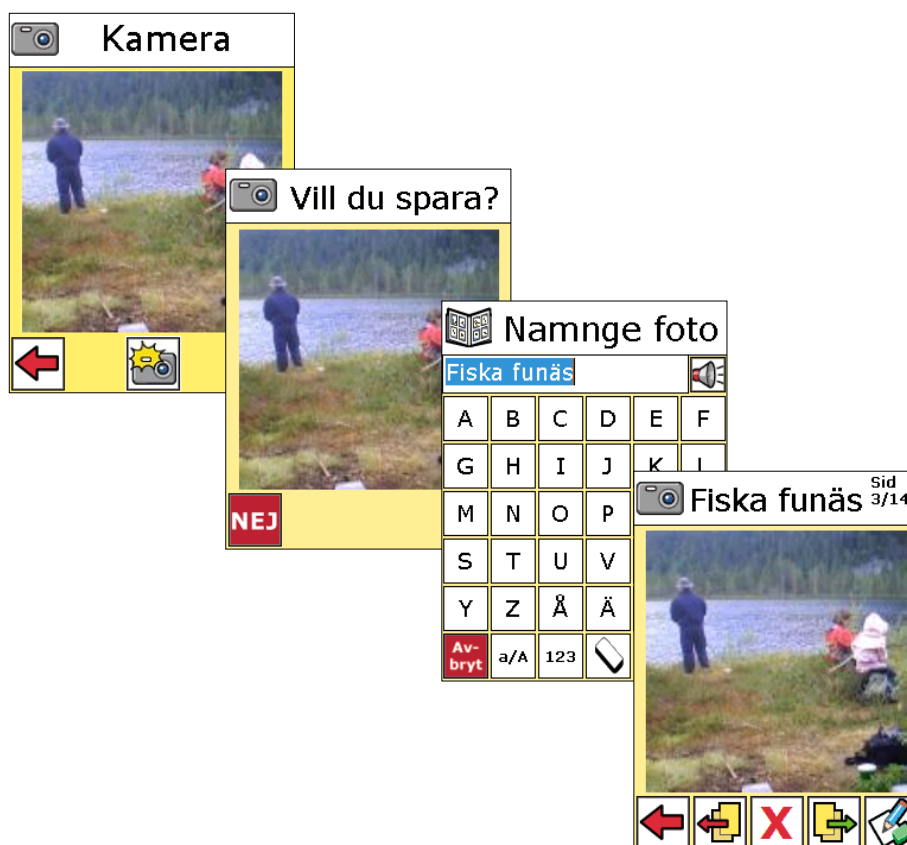 Kamera
Vill du spara?
NEJ
Namnge foto
Fiska funäs
A B C D E F
G H I J K L
M N O P
S T U V
Y Z Å Ä
Av-
bryt
a/A 123
Fiska funäs
Sid
3/14
X